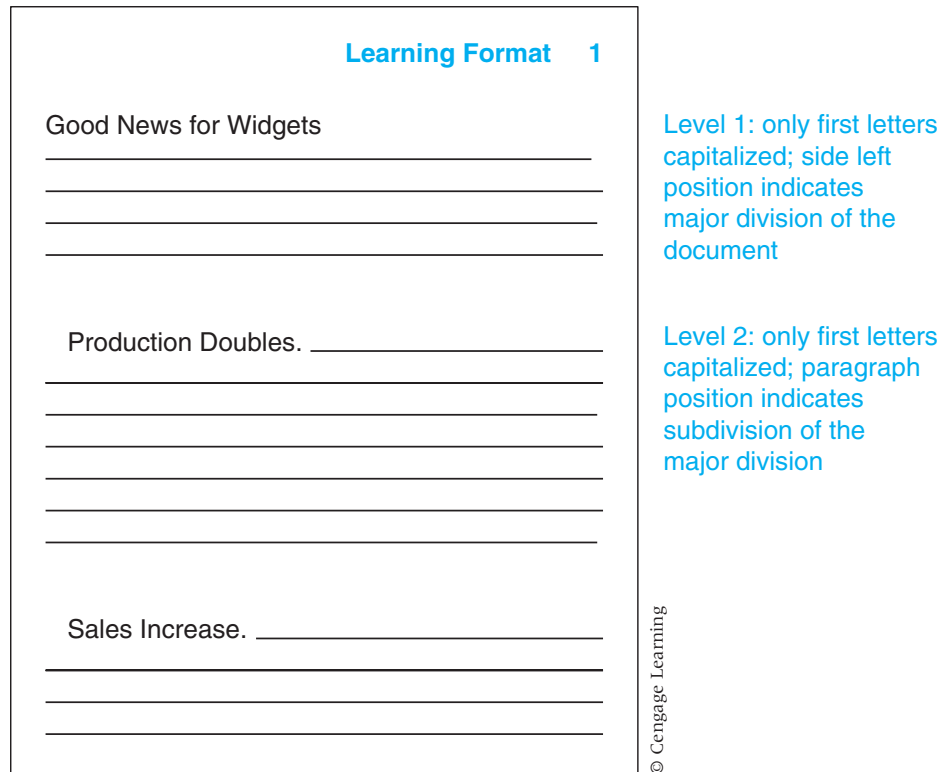 Learning Format 1
Good News for Widgets
Level 1: only first letters
capitalized; side left
position indicates
major division of the
document
Production Doubles.
Level 2: only first letters
capitalized; paragraph
position indicates
subdivision of the
major division
Sales Increase.
© Cengage Learning